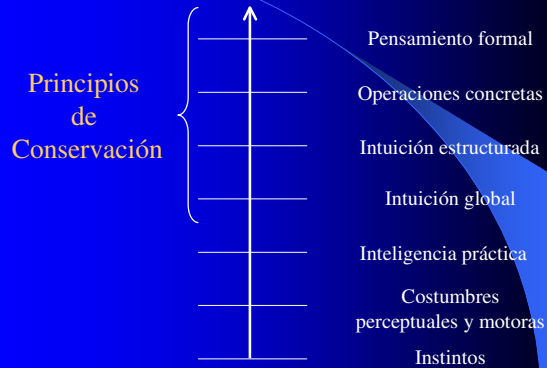 Principios
de
Conservación
Pensamiento formal
Operaciones concretas
Intuición estructurada
Intuición global
Inteligencia práctica
Costumbres
perceptuales y motoras
Instintos